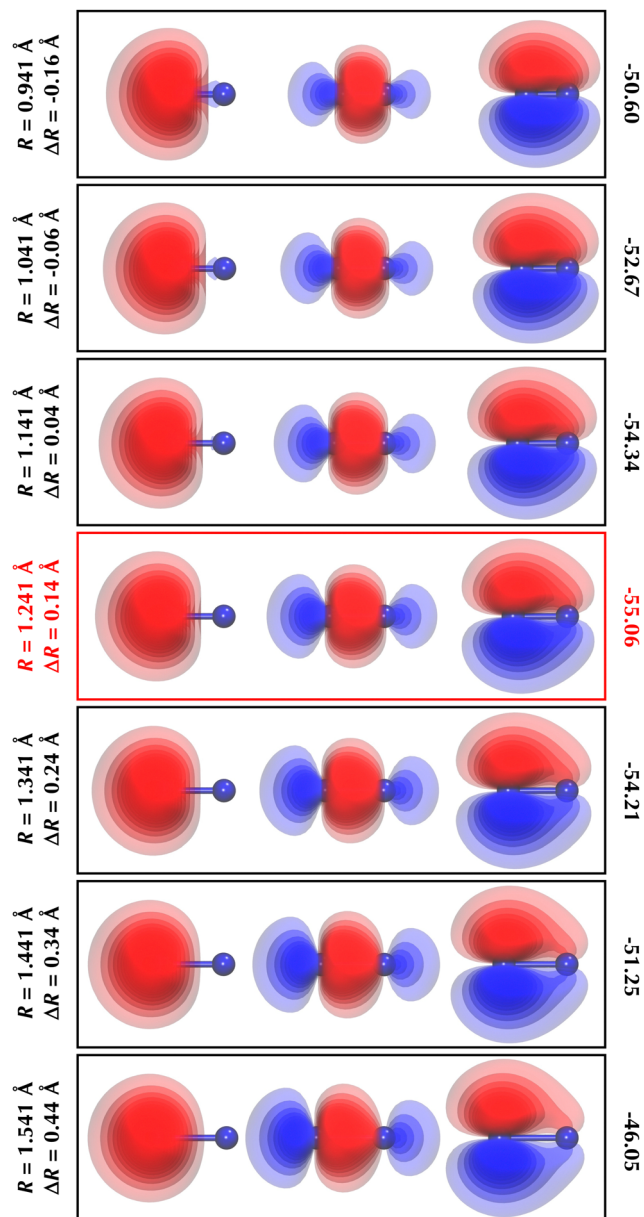 R = 0.941 Å
ΔR = -0.16 Å
-50.60
R = 1.041 Å
ΔR = -0.06 Å
-52.67
R = 1.141 Å
ΔR = 0.04 Å
-54.34
R = 1.241 Å
ΔR = 0.14 Å
-55.06
R = 1.341 Å
ΔR = 0.24 Å
-54.21
R = 1.441 Å
ΔR = 0.34 Å
-51.25
R = 1.541 Å
ΔR = 0.44 Å
-46.05